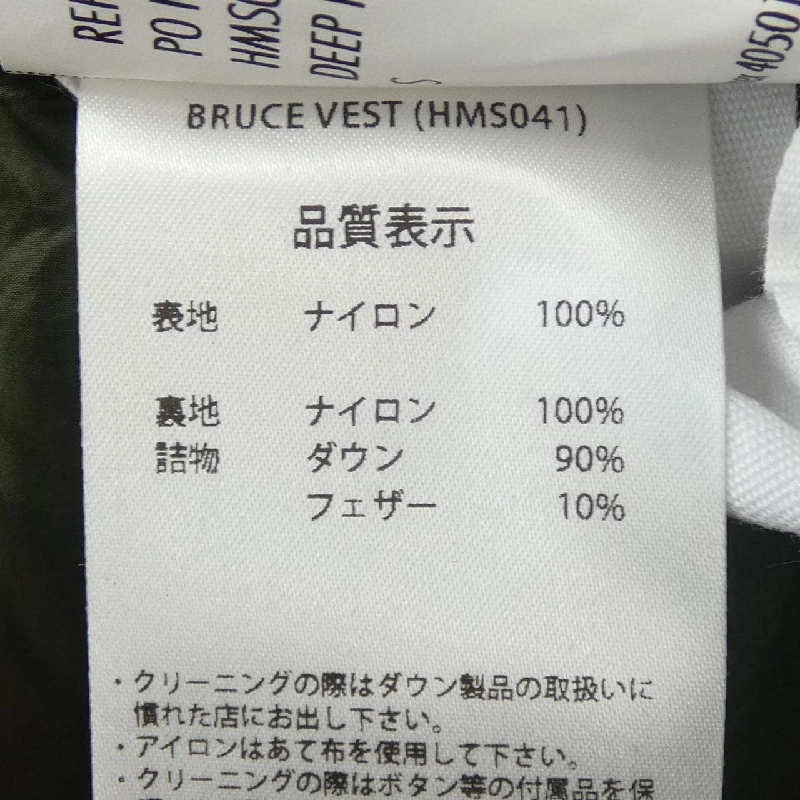 REF
PO
HMS0
DEEP
4050
S
BRUCE VEST (HMS041)
品質表示
表地 ナイロン 100%
裏地 ナイロン 100%
詰物 ダウン 90%
フェザー 10%
・クリーニングの際はダウン製品の取扱いに
慣れた店にお出し下さい。
・アイロンはあて布を使用して下さい。
・クリーニングの際はボタン等の付属品を保